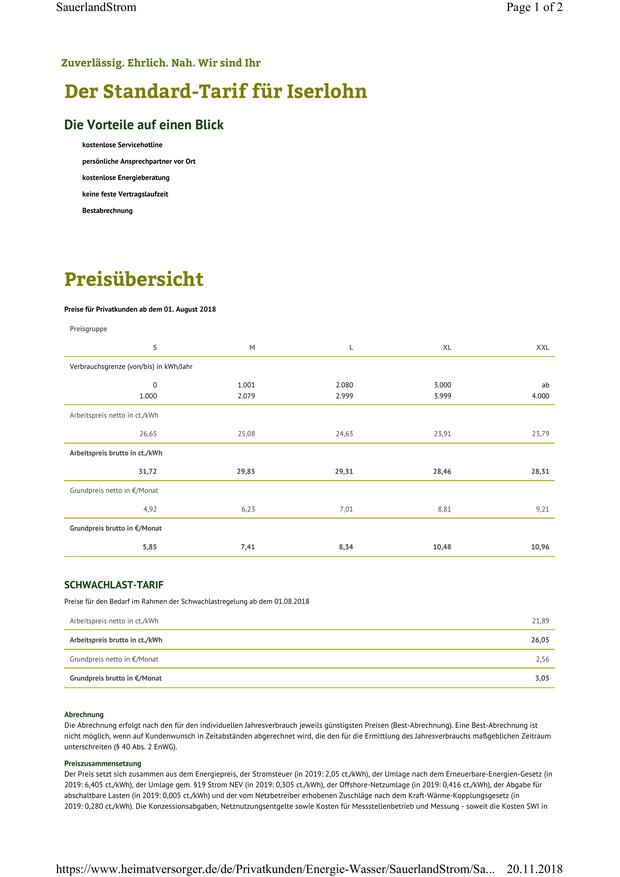 SauerlandStrom Page 1 of 2
Zuverlässig. Ehrlich. Nah. Wir sind Ihr
Der Standard-Tarif für Iserlohn
Die Vorteile auf einen Blick
kostenlose Servicehotline
persönliche Ansprechpartner vor Ort
kostenlose Energieberatung
keine feste Vertragslaufzeit
Bestabrechnung
Preisübersicht
Preise für Privatkunden ab dem 01. August 2018
Preisgruppe
S M L XL XXL
Verbrauchsgrenze (von/bis) in kWh/Jahr
0 1.001 2.080 3.000 ab
1.000 2.079 2.999 3.999 4.000
Arbeitspreis netto in ct./kWh
26,65 25,08 24,63 23,91 23,79
Arbeitspreis brutto in ct./kWh
31,72 29,85 29,31 28,46 28,31
Grundpreis netto in €/Monat
4,92 6,23 7,01 8,81 9,21
Grundpreis brutto in €/Monat
5,85 7,41 8,34 10,48 10,96
SCHWACHLAST-TARIF
Preise für den Bedarf im Rahmen der Schwachlastregelung ab dem 01.08.2018
Arbeitspreis netto in ct./kWh 21,89
Arbeitspreis brutto in ct./kWh 26,05
Grundpreis netto in €/Monat 2,56
Grundpreis brutto in €/Monat 3,05
Abrechnung
Die Abrechnung erfolgt nach den für den individuellen Jahresverbrauch jeweils günstigsten Preisen (Best-Abrechnung). Eine Best-Abrechnung ist
nicht möglich, wenn auf Kundenwunsch in Zeitabständen abgerechnet wird, die den für die Ermittlung des Jahresverbrauchs maßgeblichen Zeitraum
unterschreiten (§ 40 Abs. 2 EnWG).
Preiszusammensetzung
Der Preis setzt sich zusammen aus dem Energiepreis, der Stromsteuer (in 2019: 2,05 ct./kWh), der Umlage nach dem Erneuerbare-Energien-Gesetz (in
2019: 6,405 ct/kWh), der Umlage gem. §19 Strom NEV (in 2019: 0,305 ct/kWh), der Offshore-Netzumlage (in 2019: 0,416 ct/kWh), der Abgabe für
abschaltbare Lasten (in 2019: 0,005 ct/kWh) und der vom Netzbetreiber erhobenen Zuschläge nach dem Kraft-Wärme-Kopplungsgesetz (in
2019: 0,280 ct./kWh). Die Konzessionsabgaben, Netznutzungsentgelte sowie Kosten für Messstellenbetrieb und Messung - soweit die Kosten SWI in
https://www.heimatversorger.de/de/Privatkunden/Energie-Wasser/SauerlandStrom/Sa... 20.11.2018